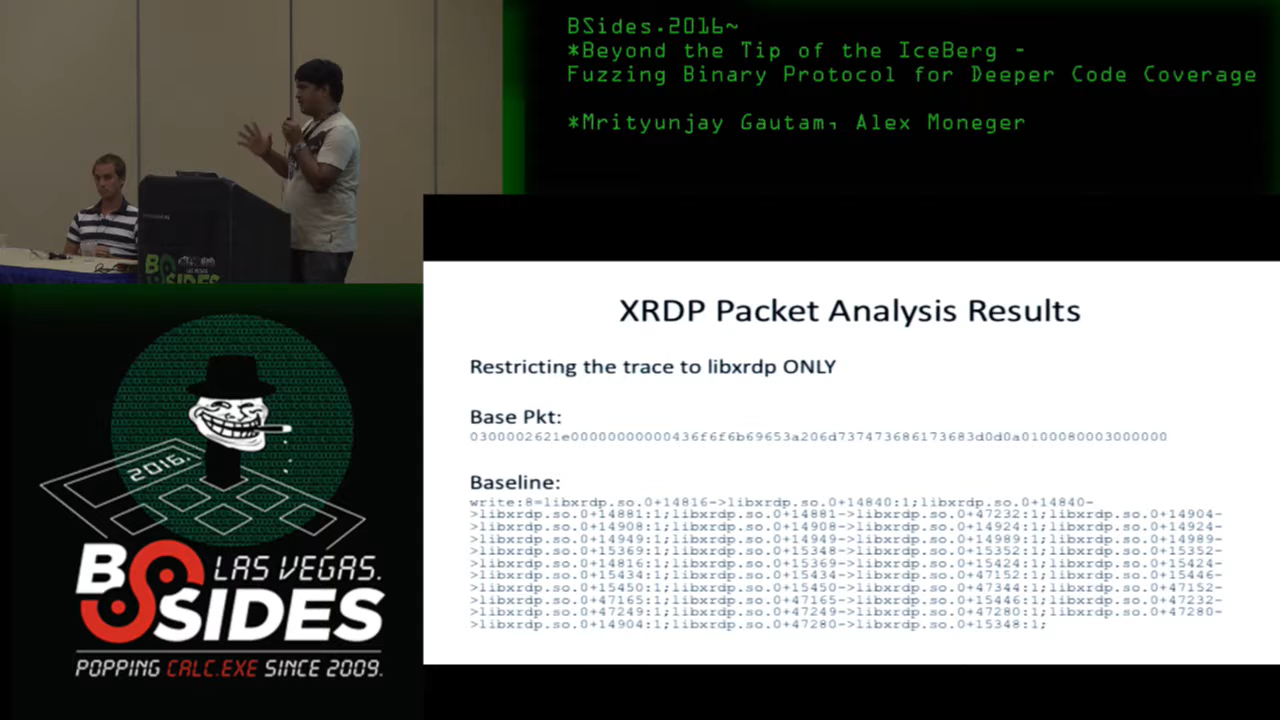 BSides.2016~
*Beyond the Tip of the IceBerg -
Fuzzing Binary Protocol for Deeper Code Coverage
*Mrityunjay Gautam, Alex Moneger
XRDP Packet Analysis Results
Restricting the trace to libxrdp ONLY
Base Pkt:
0300002621e00000000000436f6f6b69653a206d737473686173683d0d0a0100080003000000
Baseline:
write:8=libxrdp.so.0+14816->libxrdp.so.0+14840:1;libxrdp.so.0+14840-
>libxrdp.so.0+14881:1;libxrdp.so.0+14881->libxrdp.so.0+47232:1;libxrdp.so.0+14904-
>libxrdp.so.0+14908:1;libxrdp.so.0+14908->libxrdp.so.0+14924:1;libxrdp.so.0+14924-
>libxrdp.so.0+14949:1;libxrdp.so.0+14949->libxrdp.so.0+14989:1;libxrdp.so.0+14989-
>libxrdp.so.0+15369:1;libxrdp.so.0+15348->libxrdp.so.0+15352:1;libxrdp.so.0+15352-
>libxrdp.so.0+14816:1;libxrdp.so.0+15369->libxrdp.so.0+15424:1;libxrdp.so.0+15424-
>libxrdp.so.0+15434:1;libxrdp.so.0+15434->libxrdp.so.0+47152:1;libxrdp.so.0+15446-
>libxrdp.so.0+15450:1;libxrdp.so.0+15450->libxrdp.so.0+47344:1;libxrdp.so.0+47152-
>libxrdp.so.0+47165:1;libxrdp.so.0+47165->libxrdp.so.0+15446:1;libxrdp.so.0+47232-
>libxrdp.so.0+47249:1;libxrdp.so.0+47249->libxrdp.so.0+47280:1;libxrdp.so.0+47280-
>libxrdp.so.0+14904:1;libxrdp.so.0+47280->libxrdp.so.0+15348:1;
BSIDES
2016.
BSIDES LAS VEGAS.
POPPING CALC.EXE SINCE 2009.